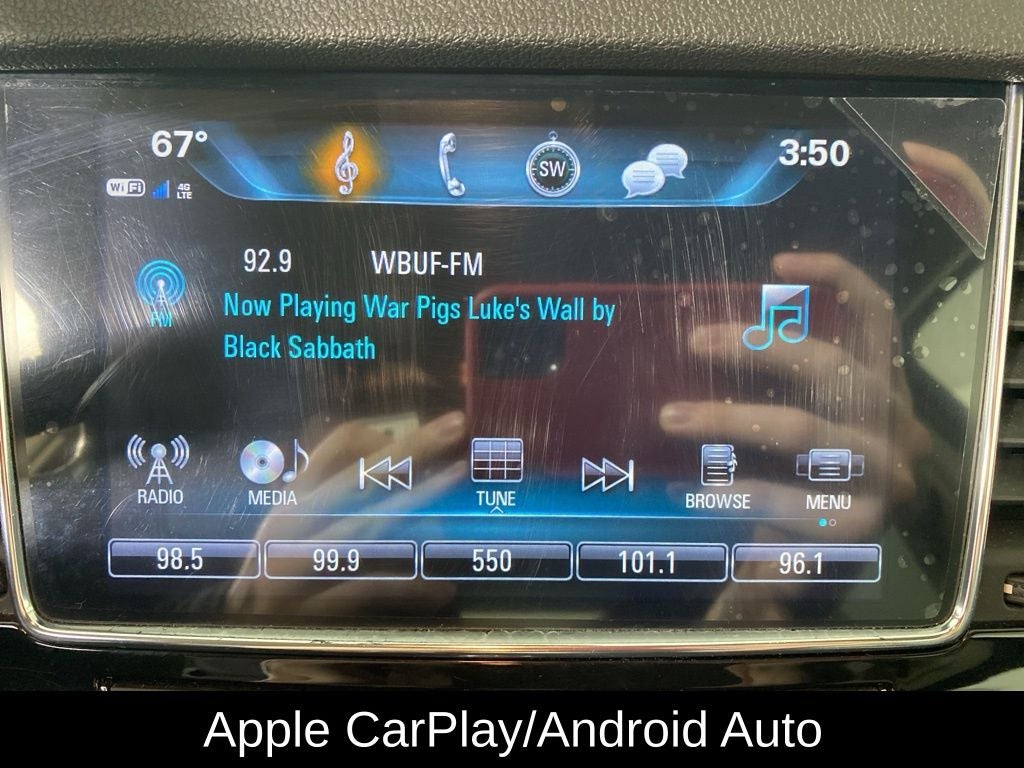 67°
3:50
SW
WiFi
4G
LTE
92.9 WBUF-FM
FM
Now Playing War Pigs Luke's Wall by
Black Sabbath
RADIO MEDIA TUNE BROWSE MENU
98.5 99.9 550 101.1 96.1
Apple CarPlay/Android Auto